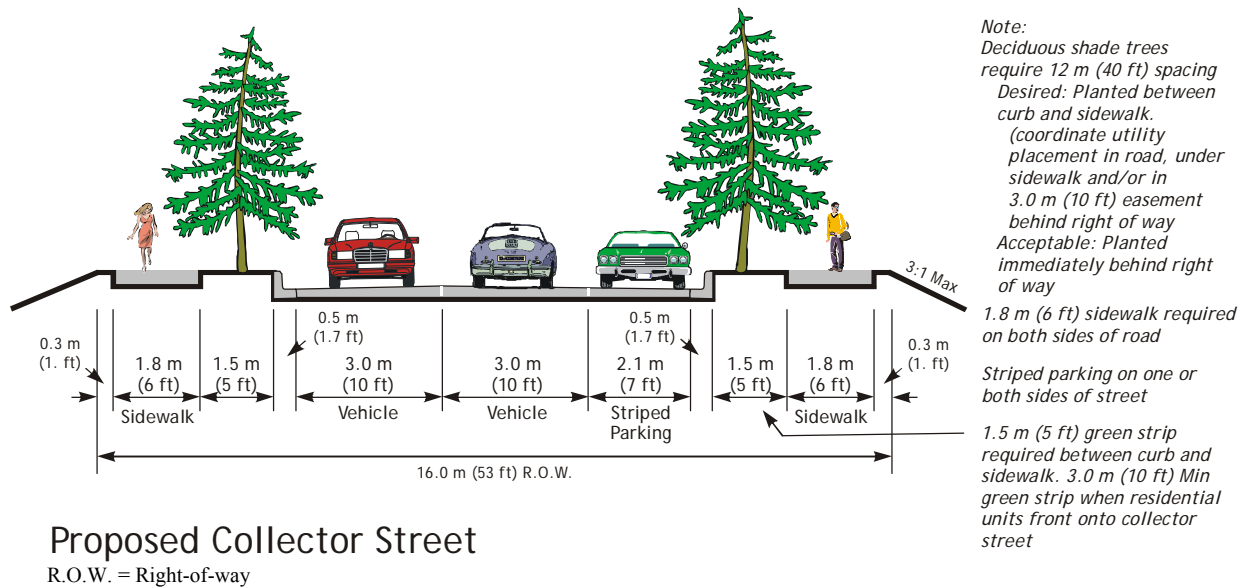 Note:
Deciduous shade trees
require 12 m (40 ft) spacing
Desired: Planted between
curb and sidewalk.
(coordinate utility
placement in road, under
sidewalk and/or in
3.0 m (10 ft) easement
behind right of way
Acceptable: Planted
immediately behind right
of way
1.8 m (6 ft) sidewalk required
on both sides of road
Striped parking on one or
both sides of street
1.5 m (5 ft) green strip
required between curb and
sidewalk. 3.0 m (10 ft) Min
green strip when residential
units front onto collector
street
3:1 Max
0.3 m
(1. ft)
1.8 m
(6 ft)
Sidewalk
1.5 m
(5 ft)
0.5 m
(1.7 ft)
3.0 m
(10 ft)
Vehicle
3.0 m
(10 ft)
Vehicle
2.1 m
(7 ft)
Striped
Parking
0.5 m
(1.7 ft)
1.5 m
(5 ft)
1.8 m
(6 ft)
Sidewalk
0.3 m
(1. ft)
16.0 m (53 ft) R.O.W.
Proposed Collector Street
R.O.W. = Right-of-way